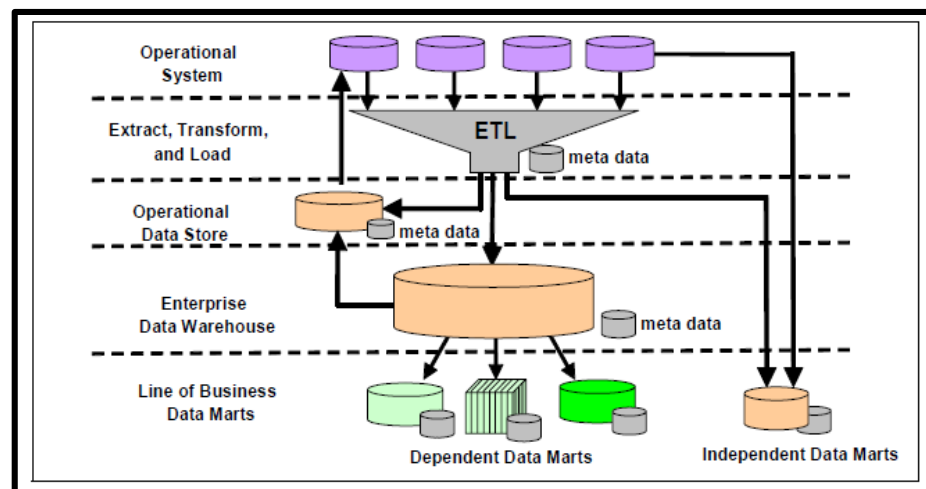 Operational
System
Extract, Transform,
and Load
ETL
meta data
Operational
Data Store
meta data
Enterprise
Data Warehouse
meta data
Line of Business
Data Marts
Dependent Data Marts
Independent Data Marts